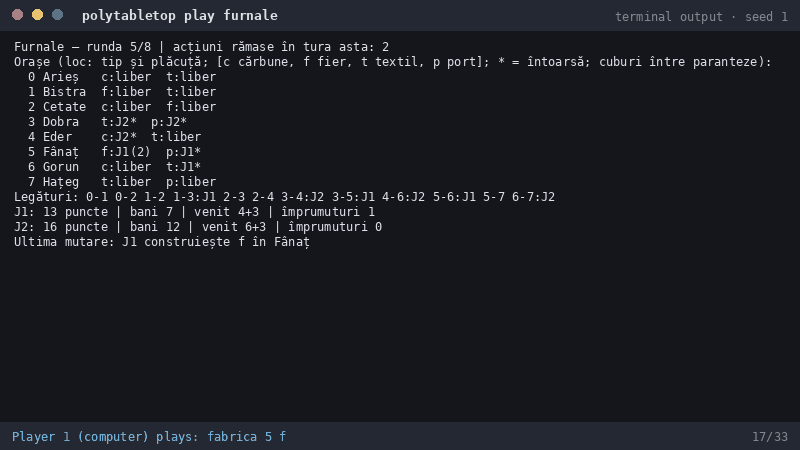 polytabletop play furnale
terminal output · seed 1
Furnale — runda 5/8 | acțiuni rămase în tura asta: 2
Orașe (loc: tip și plăcuță; [c cărbune, f fier, t textil, p port]; * = întoarsă; cuburi între paranteze):
0 Arieș c:liber t:liber
1 Bistra f:liber t:liber
2 Cetate c:liber f:liber
3 Dobra t:J2* p:J2*
4 Eder c:J2* t:liber
5 Fânaț f:J1(2) p:J1*
6 Gorun c:liber t:J1*
7 Hațeg t:liber p:liber
Legături: 0-1 0-2 1-2 1-3:J1 2-3 2-4 3-4:J2 3-5:J1 4-6:J2 5-6:J1 5-7 6-7:J2
J1: 13 puncte | bani 7 | venit 4+3 | împrumuturi 1
J2: 16 puncte | bani 12 | venit 6+3 | împrumuturi 0
Ultima mutare: J1 construiește f în Fânaț
Player 1 (computer) plays: fabrica 5 f
17/33